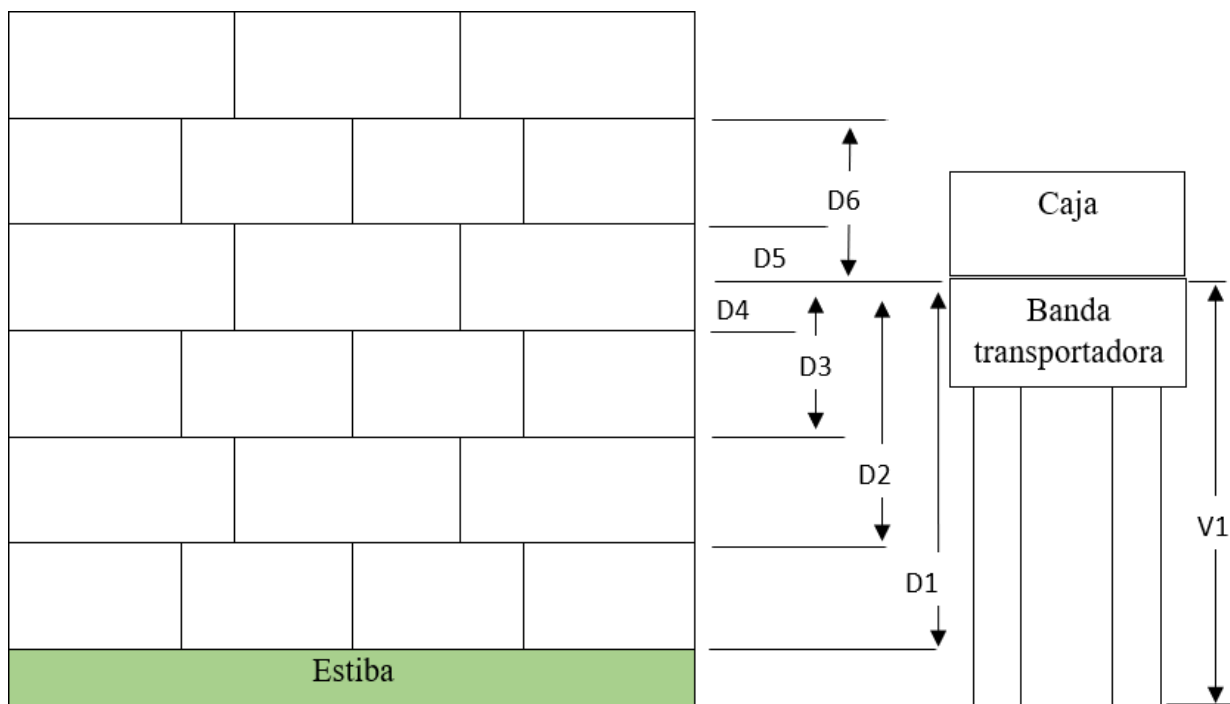 D6
Caja
D5
D4
Banda
transportadora
D3
D2
V1
D1
Estiba